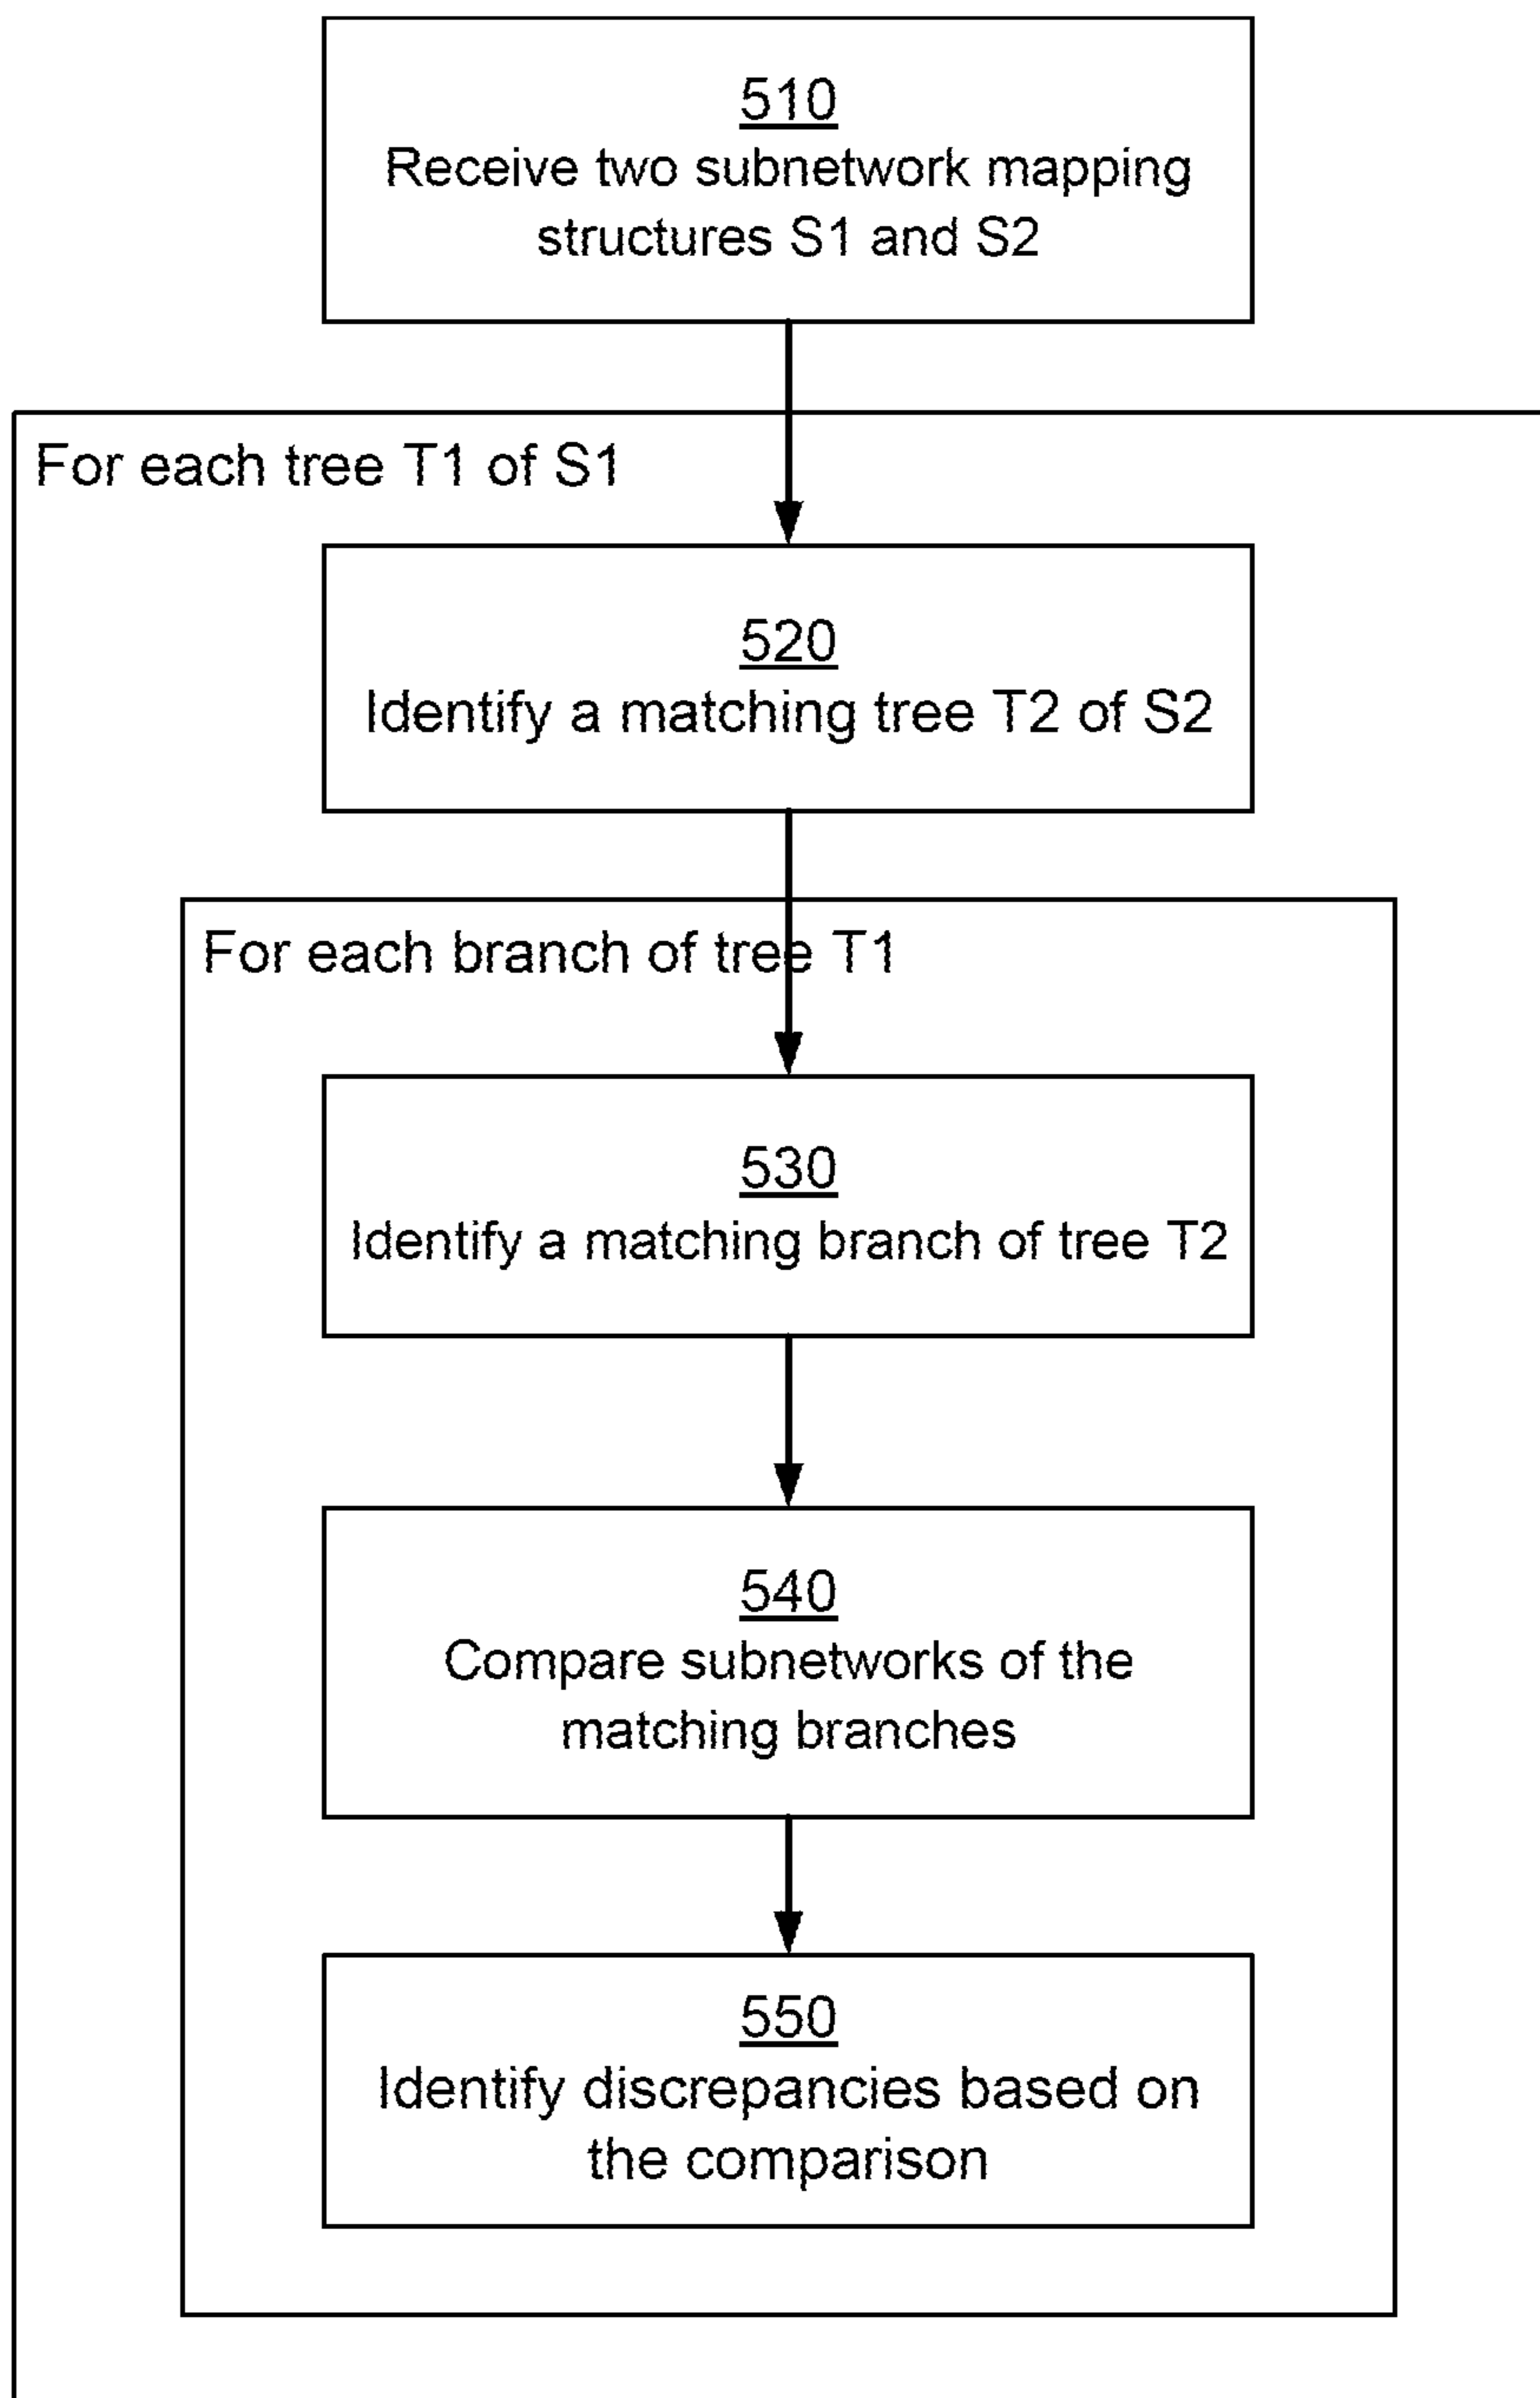 510
Receive two subnetwork mapping
structures S1 and S2
For each tree T1 of S1
520
Identify a matching tree T2 of S2
For each branch of tree T1
530
Identify a matching branch of tree T2
540
Compare subnetworks of the
matching branches
550
Identify discrepancies based on
the comparison